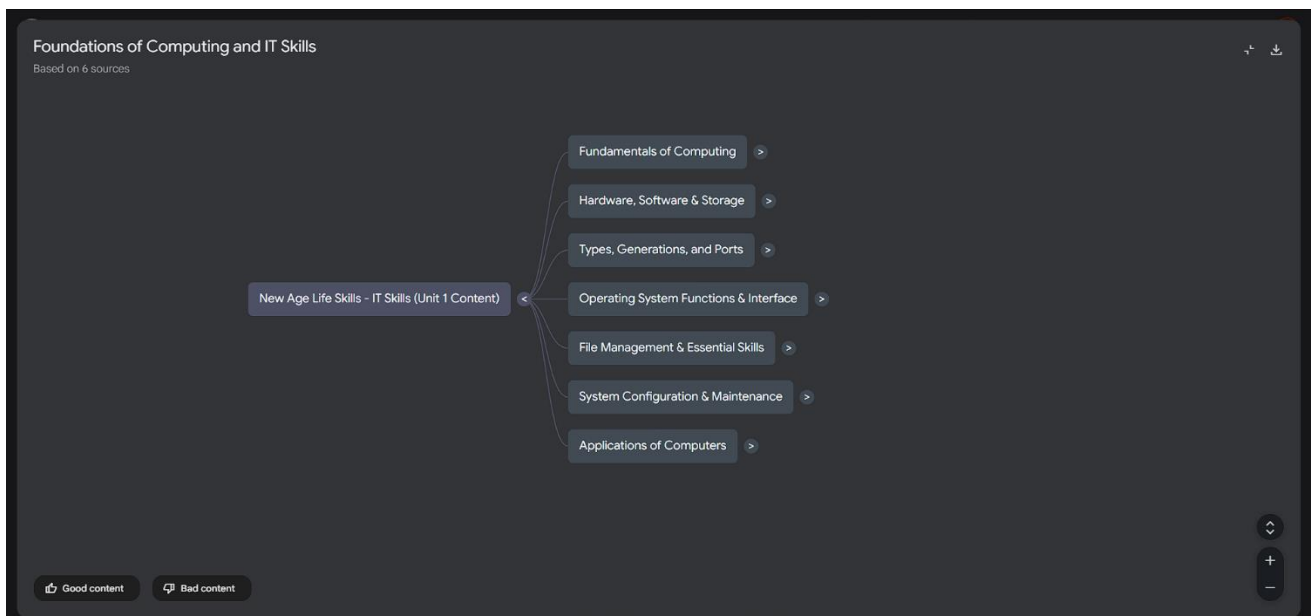 Foundations of Computing and IT Skills
Based on 6 sources
Fundamentals of Computing
Hardware, Software & Storage
Types, Generations, and Ports
New Age Life Skills - IT Skills (Unit 1 Content)
Operating System Functions & Interface
File Management & Essential Skills
System Configuration & Maintenance
Applications of Computers
Good content
Bad content